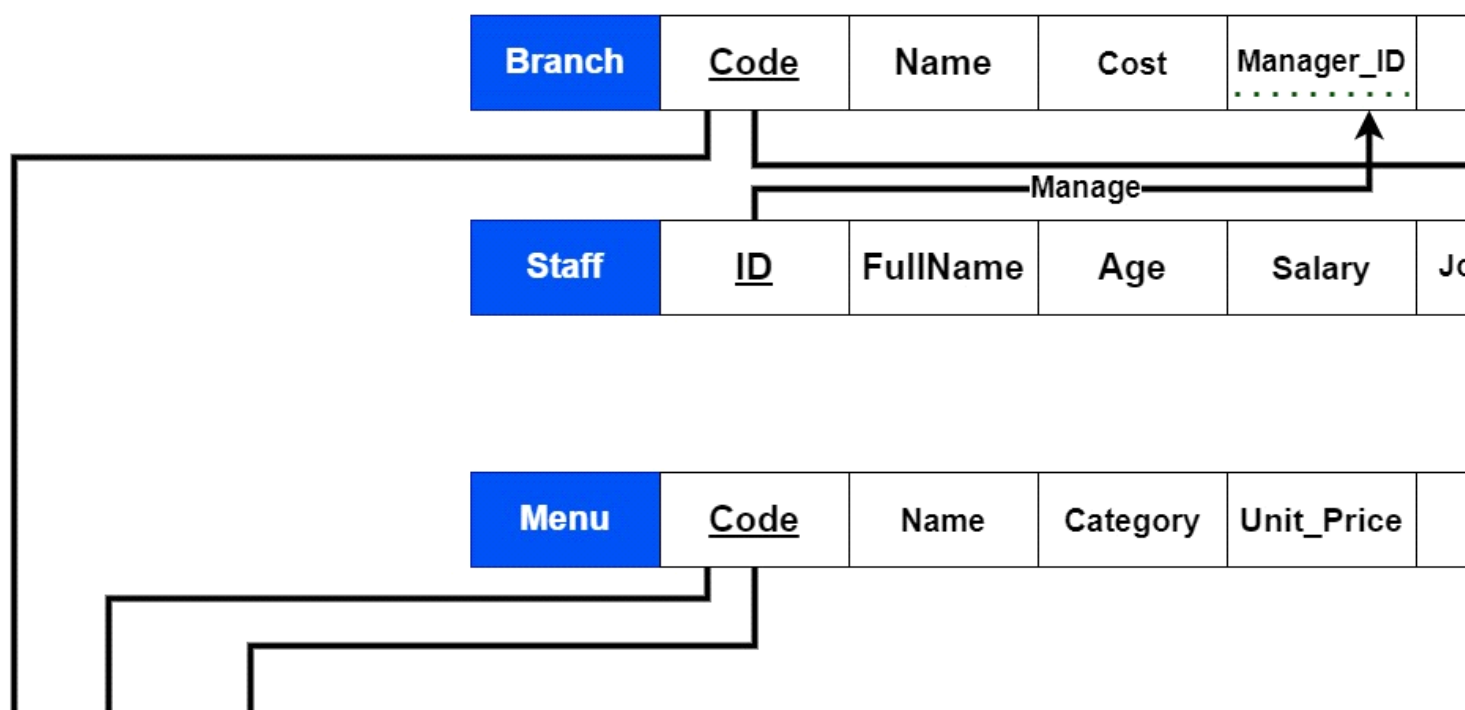 Branch Code Name Cost Manager_ID
Manage
Staff ID FullName Age Salary
Menu Code Name Category Unit_Price